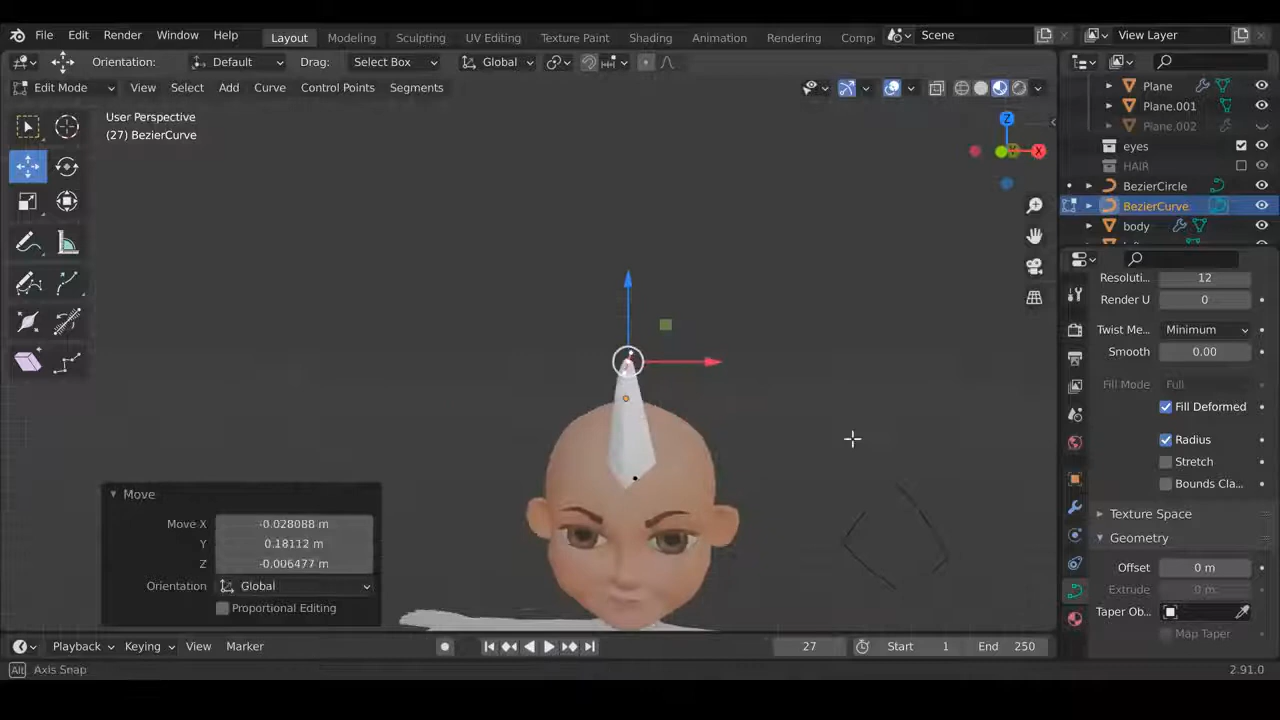 File Edit Render Window Help Layout Modeling Sculpting UV Editing Texture Paint Shading Animation Rendering Comp Scene View Layer
Orientation: Default Drag: Select Box Global
Edit Mode View Select Add Curve Control Points Segments
User Perspective
(27) BezierCurve
Z
X
Plane
Plane.001
Plane.002
eyes
HAIR
BezierCircle
BezierCurve
body
Resoluti... 12
Render U 0
Twist Me... Minimum
Smooth 0.00
Fill Mode Full
Fill Deformed
Radius
Stretch
Bounds Cla...
Texture Space
Geometry
Offset 0 m
Extrude 0 m
Taper Ob...
Map Taper
Move
Move X -0.028088 m
Y 0.18112 m
Z -0.006477 m
Orientation Global
Proportional Editing
Playback Keying View Marker 27 Start 1 End 250
Alt Axis Snap 2.91.0